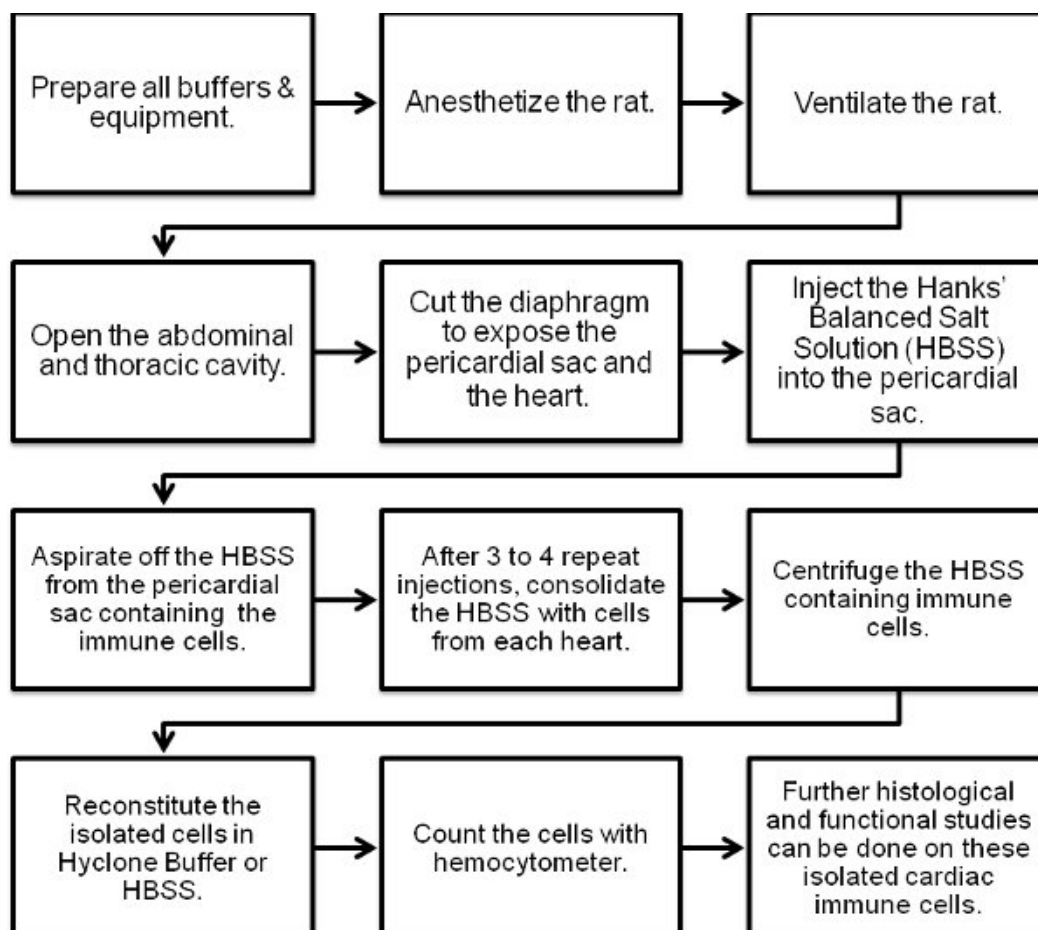 Prepare all buffers &
equipment.
Anesthetize the rat.
Ventilate the rat.
Open the abdominal
and thoracic cavity.
Cut the diaphragm
to expose the
pericardial sac and
the heart.
Inject the Hanks'
Balanced Salt
Solution (HBSS)
into the pericardial
sac.
Aspirate off the HBSS
from the pericardial
sac containing the
immune cells.
After 3 to 4 repeat
injections, consolidate
the HBSS with cells
from each heart.
Centrifuge the HBSS
containing immune
cells.
Reconstitute the
isolated cells in
Hyclone Buffer or
HBSS.
Count the cells with
hemocytometer.
Further histological
and functional studies
can be done on these
isolated cardiac
immune cells.